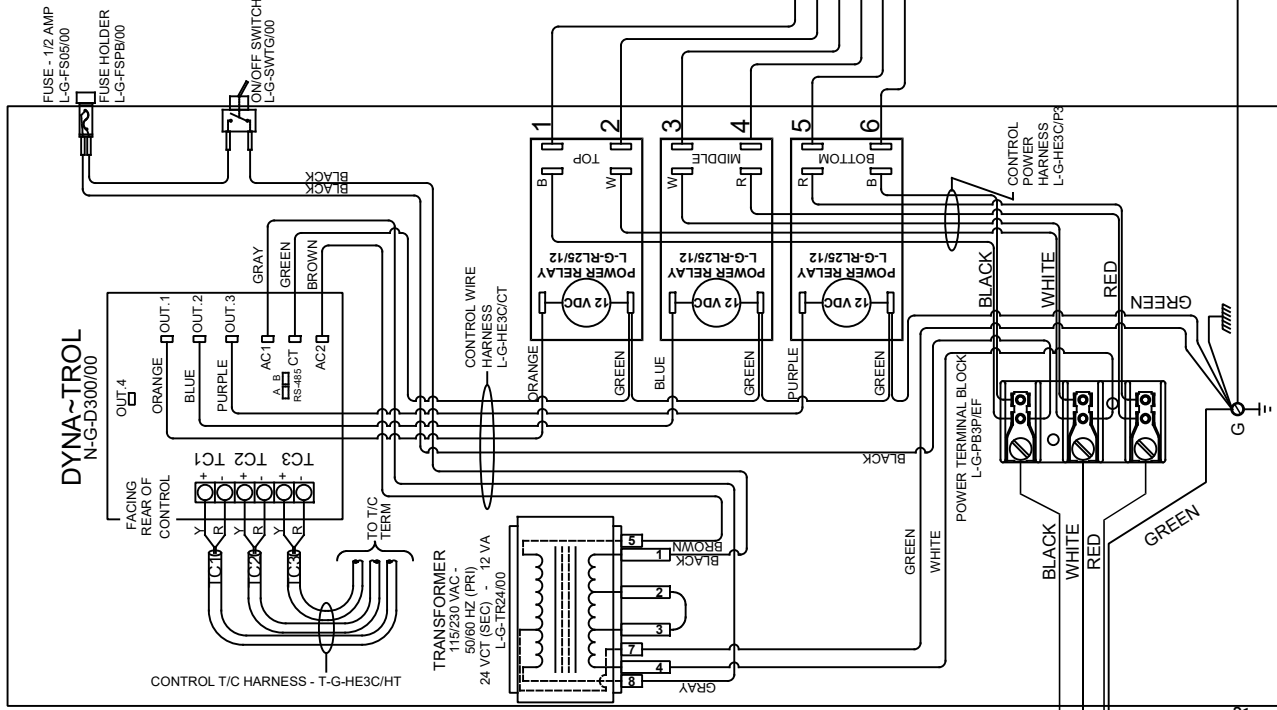 FUSE - 1/2 AMP
L-G-FS05/00
FUSE HOLDER
L-G-FSPB/00
ON/OFF SWITCH
L-G-SWTG/00
BLACK
BLACK
DYNA~TROL
N-G-D300/00
OUT.4
OUT.1
OUT.2
OUT.3
AC1
CT
AC2
A B
RS-485
ORANGE
BLUE
PURPLE
GRAY
GREEN
BROWN
FACING
REAR OF
CONTROL
TC1
TC2
TC3
+ - + - + -
Y R Y R Y R
C1
C2
C3
TO T/C
TERM
CONTROL T/C HARNESS - T-G-HE3C/HT
CONTROL WIRE
HARNESS
L-G-HE3C/CT
1 2 3 4 5 6
TOP
MIDDLE
BOTTOM
B W W R R B
POWER RELAY
L-G-RL25/12
12 VDC
POWER RELAY
L-G-RL25/12
12 VDC
POWER RELAY
L-G-RL25/12
12 VDC
ORANGE
GREEN
BLUE
GREEN
PURPLE
GREEN
CONTROL
POWER
HARNESS
L-G-HE3C/P3
BLACK
WHITE
RED
GREEN
BLACK
POWER TERMINAL BLOCK
L-G-PB3P/EF
G
TRANSFORMER
115/230 VAC -
50/60 HZ (PRI)
24 VCT (SEC) - 12 VA
L-G-TR24/00
5
1
2
3
7
4
8
BROWN
BLACK
GRAY
GREEN
WHITE
BLACK
WHITE
RED
GREEN